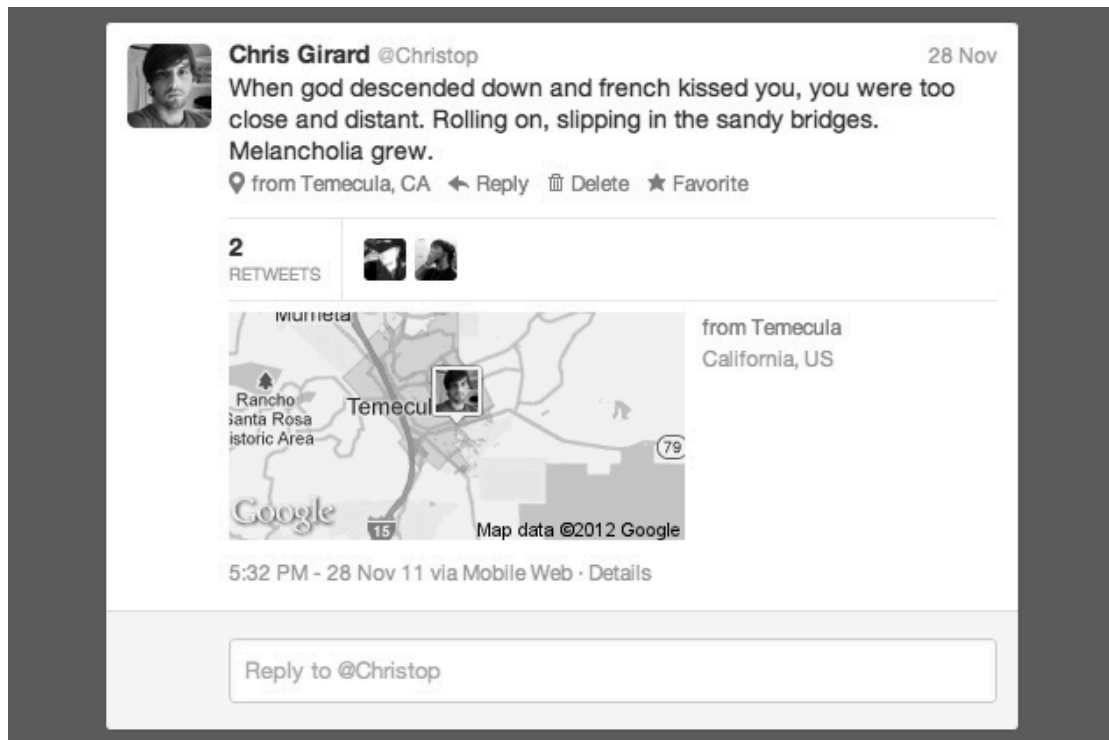 Chris Girard @Christop 28 Nov
When god descended down and french kissed you, you were too
close and distant. Rolling on, slipping in the sandy bridges.
Melancholia grew.
from Temecula, CA Reply Delete Favorite
2
RETWEETS
Murrieta
Rancho
Santa Rosa
istoric Area
Temecul
79
Google
15
Map data ©2012 Google
from Temecula
California, US
5:32 PM - 28 Nov 11 via Mobile Web · Details
Reply to @Christop